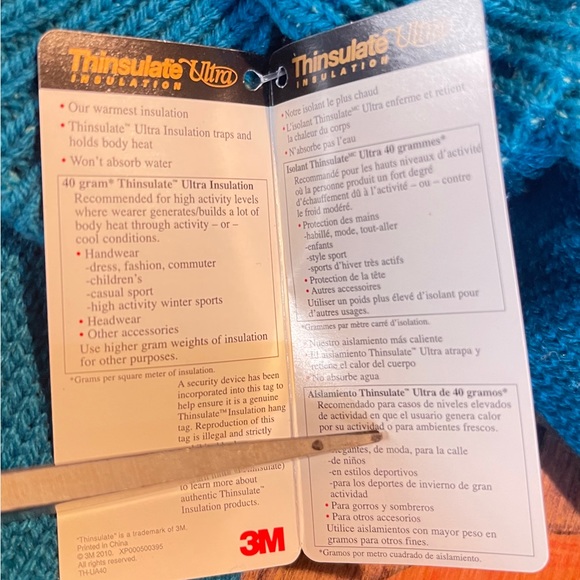 Thinsulate Ultra
INSULATION
• Our warmest insulation
• Thinsulate™ Ultra Insulation traps and
holds body heat
• Won't absorb water
40 gram* Thinsulate™ Ultra Insulation
Recommended for high activity levels
where wearer generates/builds a lot of
body heat through activity – or –
cool conditions.
• Handwear
-dress, fashion, commuter
-children's
-casual sport
-high activity winter sports
• Headwear
• Other accessories
Use higher gram weights of insulation
for other purposes.
*Grams per square meter of insulation.
A security device has been
incorporated into this tag to
help ensure it is a genuine
Thinsulate™ Insulation hang
tag. Reproduction of this
tag is illegal and strictly
to learn more about
authentic Thinsulate™
Insulation products.
"Thinsulate" is a trademark of 3M.
Printed in China
© 3M 2010. XP000500395
All rights reserved.
TH-UA40
3M
Thinsulate Ultra
INSULATION
• Notre isolant le plus chaud
• L'isolant Thinsulate MC Ultra enferme et retient
la chaleur du corps
• N'absorbe pas l'eau
Isolant Thinsulate MC Ultra 40 grammes*
Recommandé pour les hauts niveaux d'activité
où la personne produit un fort degré
d'échauffement dû à l'activité – ou – contre
le froid modéré.
• Protection des mains
-habillé, mode, tout-aller
-enfants
-style sport
-sports d'hiver très actifs
• Protection de la tête
• Autres accessoires
Utiliser un poids plus élevé d'isolant pour
d'autres usages.
*Grammes par mètre carré d'isolation.
• Nuestro aislamiento más caliente
• El aislamiento Thinsulate™ Ultra atrapa y
retiene el calor del cuerpo
• No absorbe agua
Aislamiento Thinsulate™ Ultra de 40 gramos*
Recomendado para casos de niveles elevados
de actividad en que el usuario genera calor
por su actividad o para ambientes frescos.
elegantes, de moda, para la calle
-de niños
-en estilos deportivos
-para los deportes de invierno de gran
actividad
• Para gorros y sombreros
• Para otros accesorios
Utilice aislamientos con mayor peso en
gramos para otros fines.
*Gramos por metro cuadrado de aislamiento.